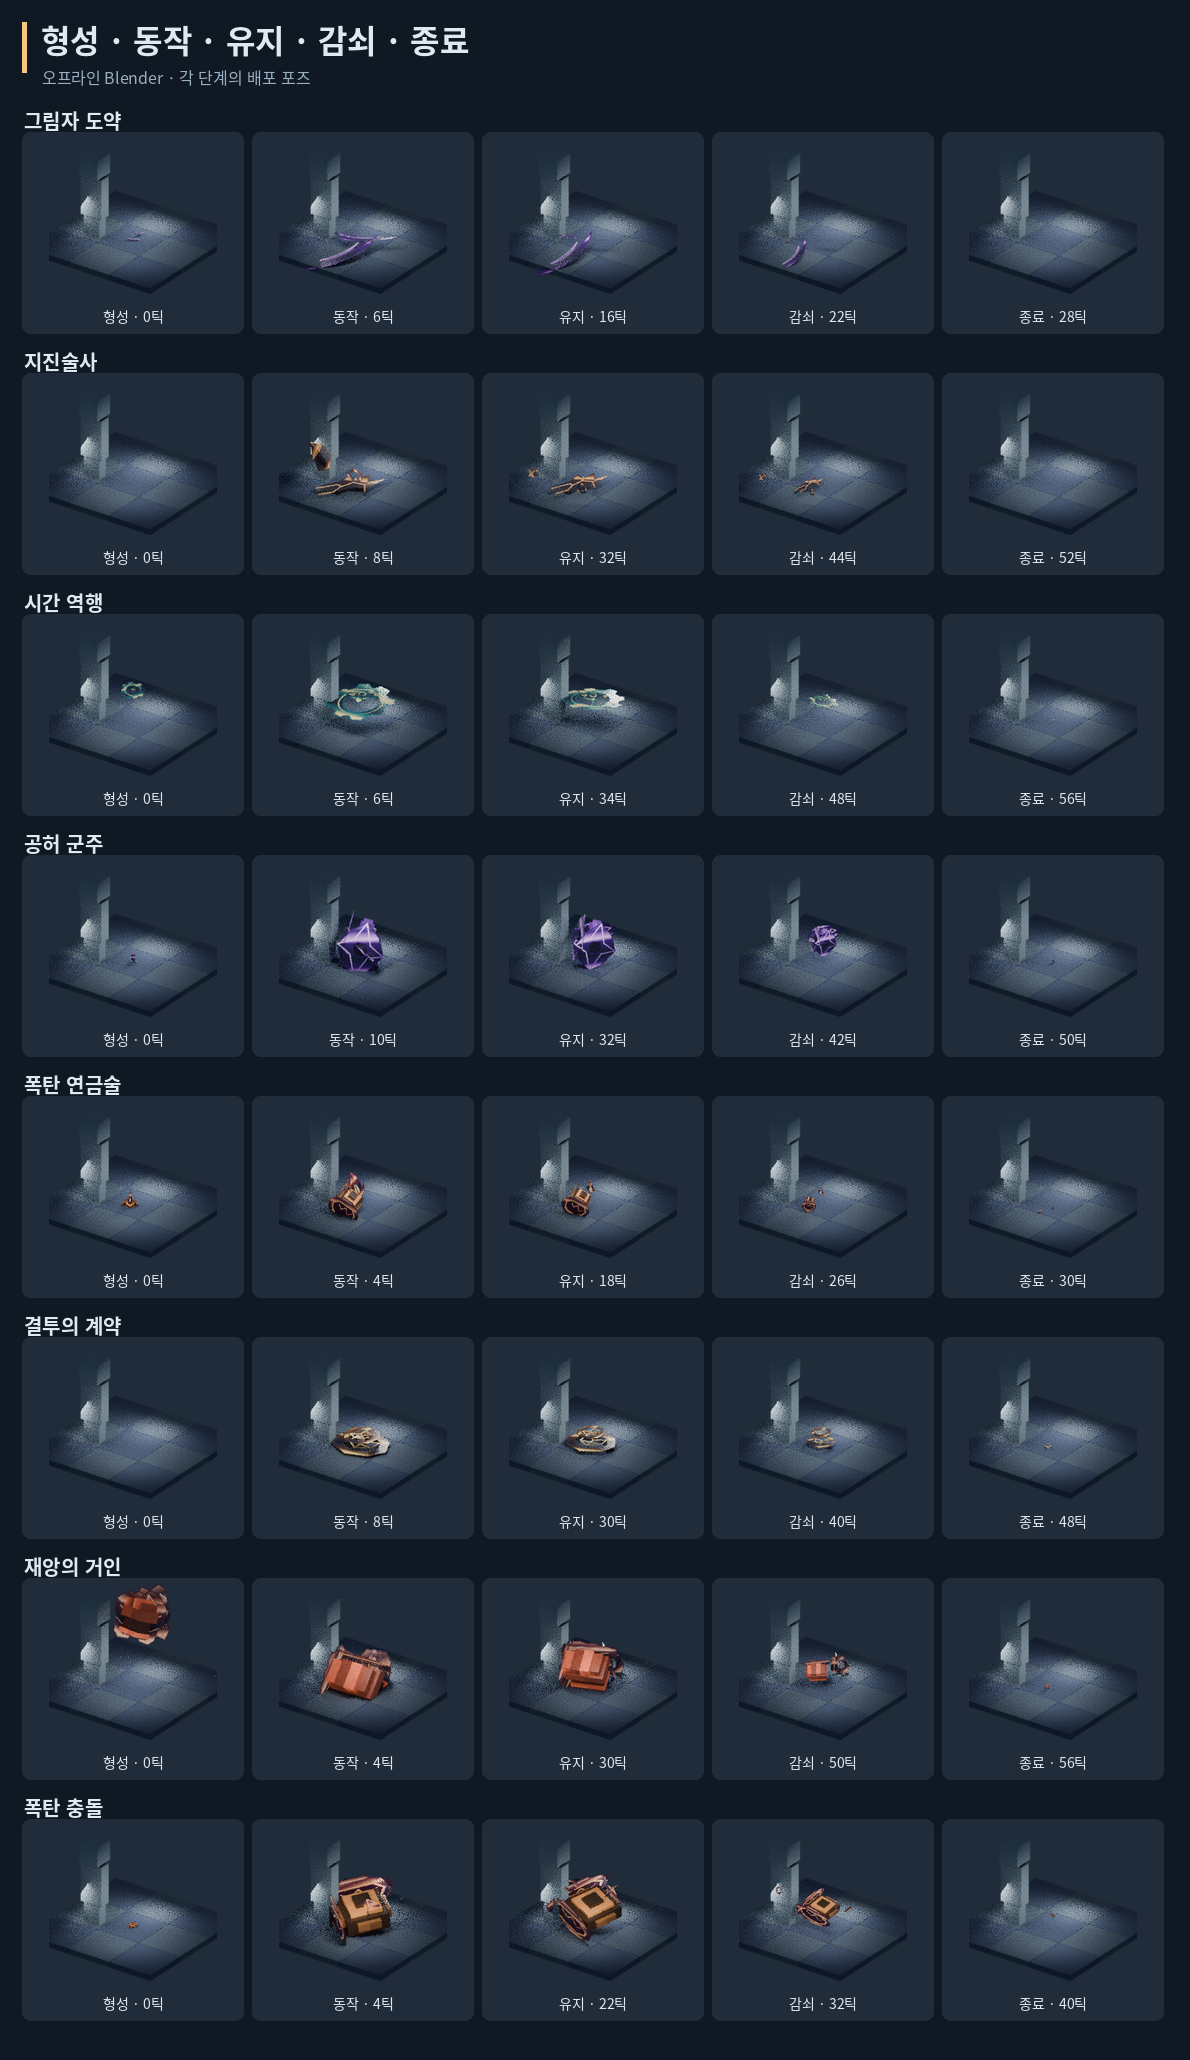 형성 · 동작 · 유지 · 감쇠 · 종료
오프라인 Blender · 각 단계의 배포 포즈
그림자 도약
형성 · 0틱
동작 · 6틱
유지 · 16틱
감쇠 · 22틱
종료 · 28틱
지진술사
형성 · 0틱
동작 · 8틱
유지 · 32틱
감쇠 · 44틱
종료 · 52틱
시간 역행
형성 · 0틱
동작 · 6틱
유지 · 34틱
감쇠 · 48틱
종료 · 56틱
공허 군주
형성 · 0틱
동작 · 10틱
유지 · 32틱
감쇠 · 42틱
종료 · 50틱
폭탄 연금술
형성 · 0틱
동작 · 4틱
유지 · 18틱
감쇠 · 26틱
종료 · 30틱
결투의 계약
형성 · 0틱
동작 · 8틱
유지 · 30틱
감쇠 · 40틱
종료 · 48틱
재앙의 거인
형성 · 0틱
동작 · 4틱
유지 · 30틱
감쇠 · 50틱
종료 · 56틱
폭탄 충돌
형성 · 0틱
동작 · 4틱
유지 · 22틱
감쇠 · 32틱
종료 · 40틱